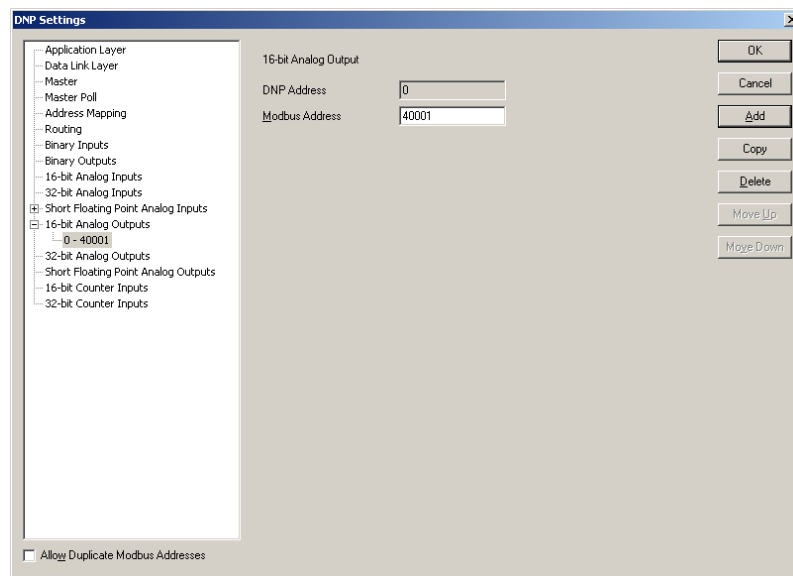 DNP Settings
Application Layer
Data Link Layer
Master
Master Poll
Address Mapping
Routing
Binary Inputs
Binary Outputs
16-bit Analog Inputs
32-bit Analog Inputs
Short Floating Point Analog Inputs
16-bit Analog Outputs
0 - 40001
32-bit Analog Outputs
Short Floating Point Analog Outputs
16-bit Counter Inputs
32-bit Counter Inputs
Allow Duplicate Modbus Addresses
16-bit Analog Output
DNP Address 0
Modbus Address 40001
OK
Cancel
Add
Copy
Delete
Move Up
Move Down